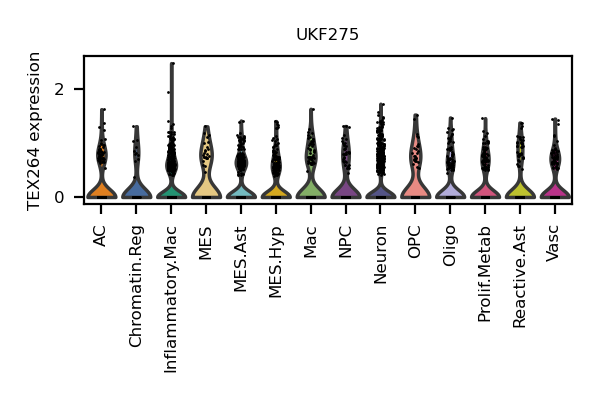 UKF275
TEX264 expression
2
0
AC
Chromatin.Reg
Inflammatory.Mac
MES
MES.Ast
MES.Hyp
Mac
NPC
Neuron
OPC
Oligo
Prolif.Metab
Reactive.Ast
Vasc